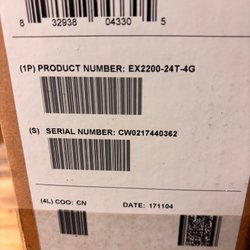 8 32938 04330 5
(1P) PRODUCT NUMBER: EX2200-24T-4G
(S) SERIAL NUMBER: CW0217440362
(4L) COO: CN DATE: 171104